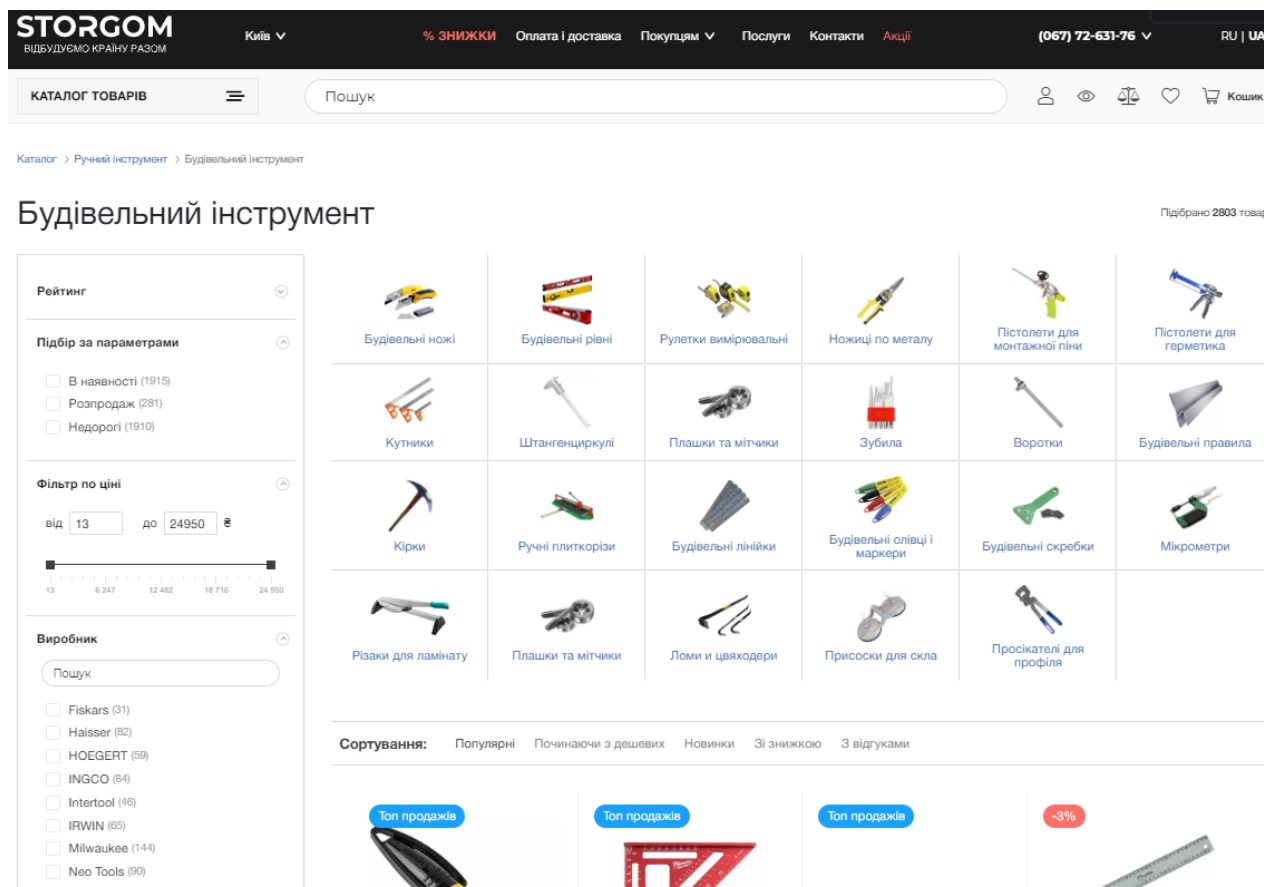 STORGOM
ВІДБУДУЄМО КРАЇНУ РАЗОМ
Київ
% ЗНИЖКИ
Оплата і доставка
Покупцям
Послуги
Контакти
Акції
(067) 72-631-76
RU | UA
КАТАЛОГ ТОВАРІВ
Пошук
Кошик
Каталог > Ручний інструмент > Будівельний інструмент
Будівельний інструмент
Підібрано 2803 товар
Рейтинг
Підбір за параметрами
В наявності (1915)
Розпродаж (281)
Недорогі (1910)
Фільтр по ціні
від 13 до 24950 ₴
13 6 247 12 482 18 716 24 950
Виробник
Пошук
Fiskars (31)
Haisser (82)
HOEGERT (59)
INGCO (84)
Intertool (46)
IRWIN (65)
Milwaukee (144)
Neo Tools (90)
Будівельні ножі
Будівельні рівні
Рулетки вимірювальні
Ножиці по металу
Пістолети для
монтажної піни
Пістолети для
герметика
Кутники
Штангенциркулі
Плашки та мітчики
Зубила
Воротки
Будівельні правила
Кірки
Ручні плиткорізи
Будівельні лінійки
Будівельні олівці і
маркери
Будівельні скребки
Мікрометри
Різаки для ламінату
Плашки та мітчики
Ломи и цвяходери
Присоски для скла
Просікателі для
профіля
Сортування: Популярні Починаючи з дешевих Новинки Зі знижкою З відгуками
Топ продажів
Топ продажів
Топ продажів
-3%